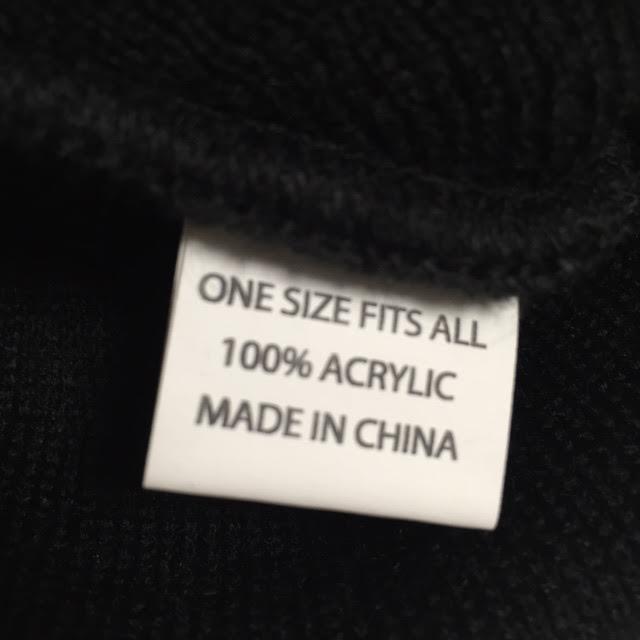 ONE SIZE FITS ALL
100% ACRYLIC
MADE IN CHINA